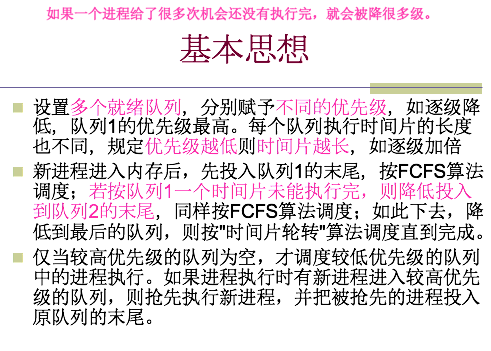 如果一个进程给了很多次机会还没有执行完，就会被降很多级。
基本思想
设置多个就绪队列，分别赋予不同的优先级，如逐级降
低，队列1的优先级最高。每个队列执行时间片的长度
也不同，规定优先级越低则时间片越长，如逐级加倍
新进程进入内存后，先投入队列1的末尾，按FCFS算法
调度；若按队列1一个时间片未能执行完，则降低投入
到队列2的末尾，同样按FCFS算法调度；如此下去，降
低到最后的队列，则按"时间片轮转"算法调度直到完成。
仅当较高优先级的队列为空，才调度较低优先级的队列
中的进程执行。如果进程执行时有新进程进入较高优先
级的队列，则抢先执行新进程，并把被抢先的进程投入
原队列的末尾。